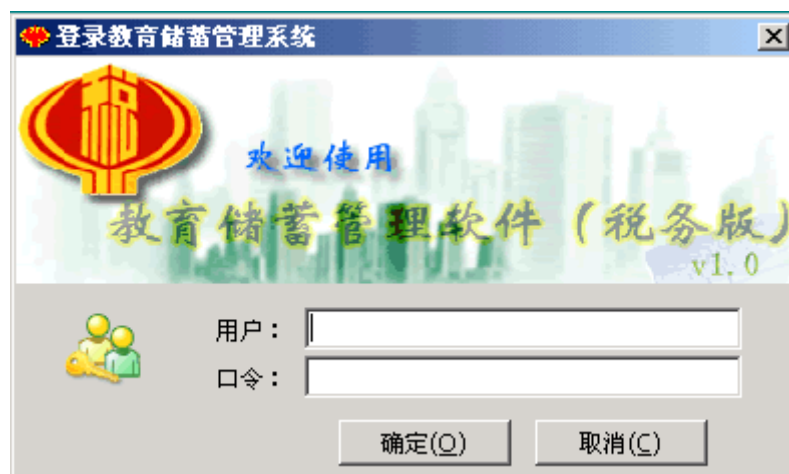 登录教育储蓄管理系统
税
欢迎使用
教育储蓄管理软件（税务版）
v1.0
用户：
口令：
确定(O)
取消(C)